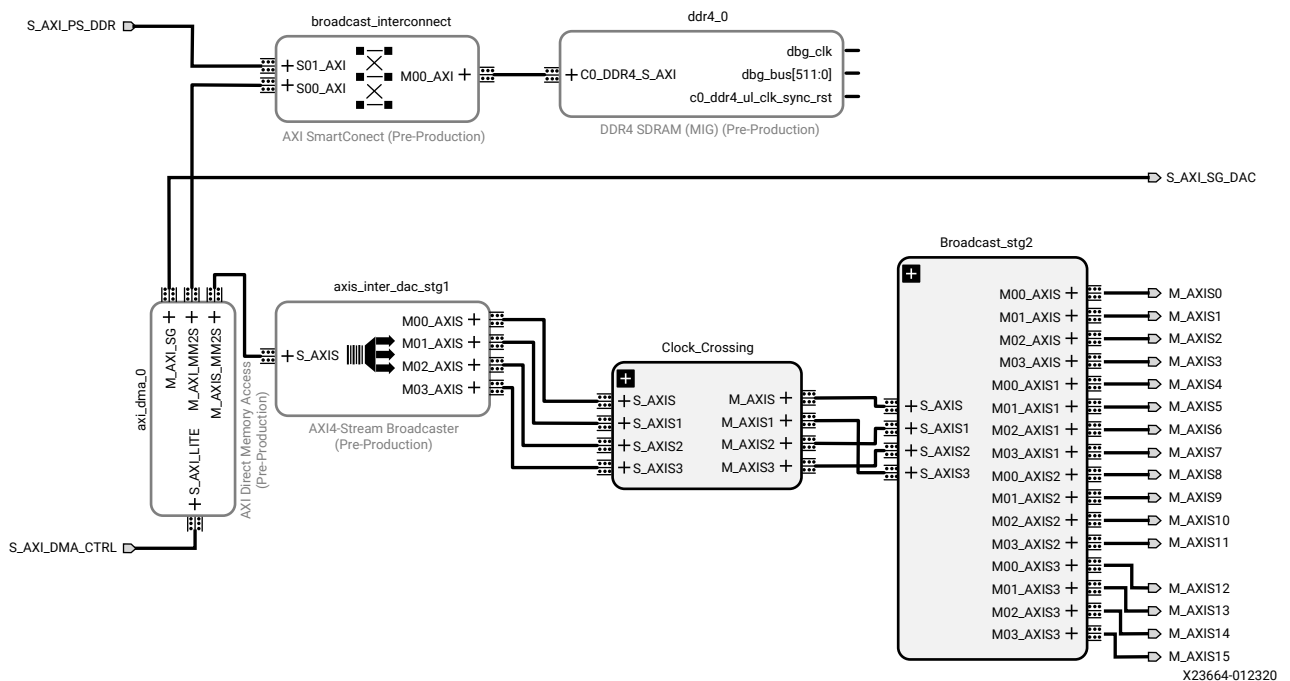 S_AXI_PS_DDR
broadcast_interconnect
S01_AXI
S00_AXI
M00_AXI
AXI SmartConect (Pre-Production)
ddr4_0
C0_DDR4_S_AXI
dbg_clk
dbg_bus[511:0]
c0_ddr4_ul_clk_sync_rst
DDR4 SDRAM (MIG) (Pre-Production)
S_AXI_SG_DAC
axi_dma_0
M_AXI_SG
M_AXI_MM2S
M_AXIS_MM2S
S_AXI_LITE
AXI Direct Memory Access
(Pre-Production)
S_AXI_DMA_CTRL
axis_inter_dac_stg1
S_AXIS
M00_AXIS
M01_AXIS
M02_AXIS
M03_AXIS
AXI4-Stream Broadcaster
(Pre-Production)
Clock_Crossing
S_AXIS
S_AXIS1
S_AXIS2
S_AXIS3
M_AXIS
M_AXIS1
M_AXIS2
M_AXIS3
Broadcast_stg2
S_AXIS
S_AXIS1
S_AXIS2
S_AXIS3
M00_AXIS
M01_AXIS
M02_AXIS
M03_AXIS
M00_AXIS1
M01_AXIS1
M02_AXIS1
M03_AXIS1
M00_AXIS2
M01_AXIS2
M02_AXIS2
M03_AXIS2
M00_AXIS3
M01_AXIS3
M02_AXIS3
M03_AXIS3
M_AXIS0
M_AXIS1
M_AXIS2
M_AXIS3
M_AXIS4
M_AXIS5
M_AXIS6
M_AXIS7
M_AXIS8
M_AXIS9
M_AXIS10
M_AXIS11
M_AXIS12
M_AXIS13
M_AXIS14
M_AXIS15
X23664-012320